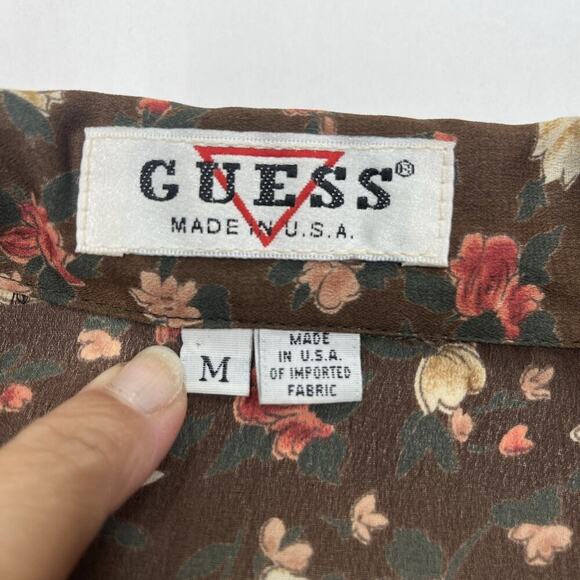 GUESS®
MADE IN U.S.A.
M
MADE
IN U.S.A.
OF IMPORTED
FABRIC